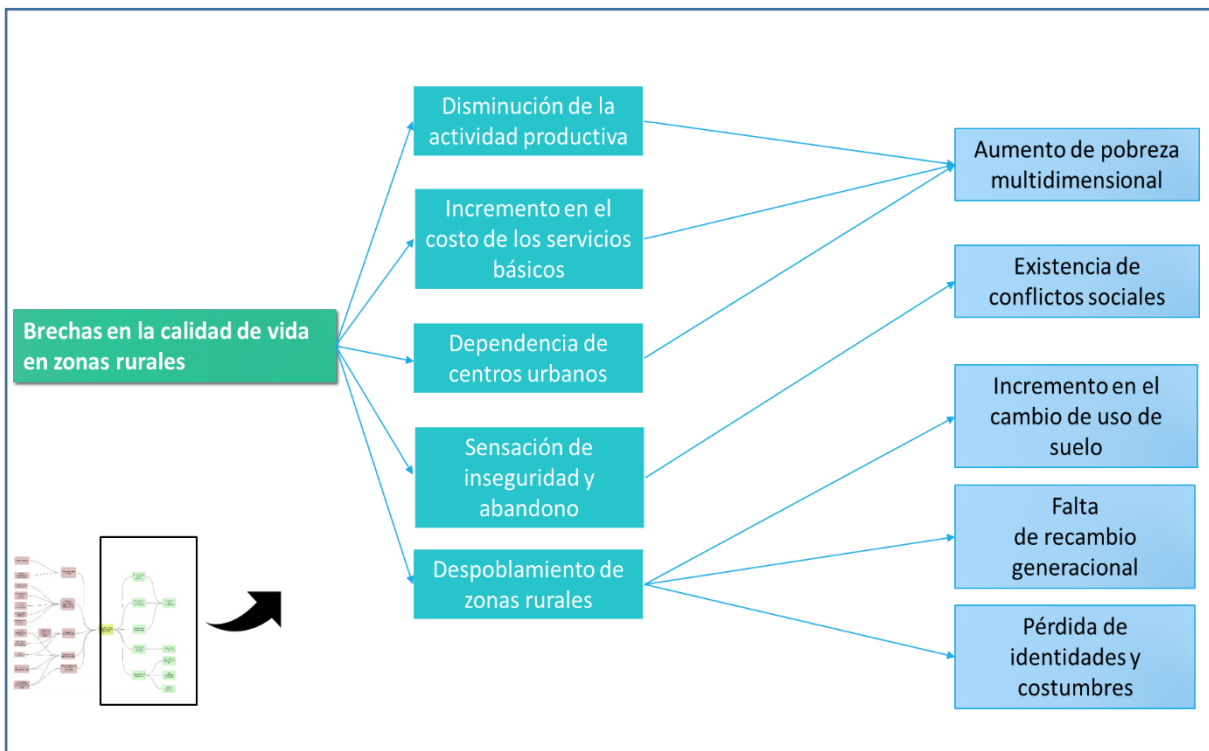 Disminución de la
actividad productiva
Incremento en el
costo de los servicios
básicos
Brechas en la calidad de vida
en zonas rurales
Dependencia de
centros urbanos
Sensación de
inseguridad y
abandono
Despoblamiento de
zonas rurales
Aumento de pobreza
multidimensional
Existencia de
conflictos sociales
Incremento en el
cambio de uso de
suelo
Falta
de recambio
generacional
Pérdida de
identidades y
costumbres